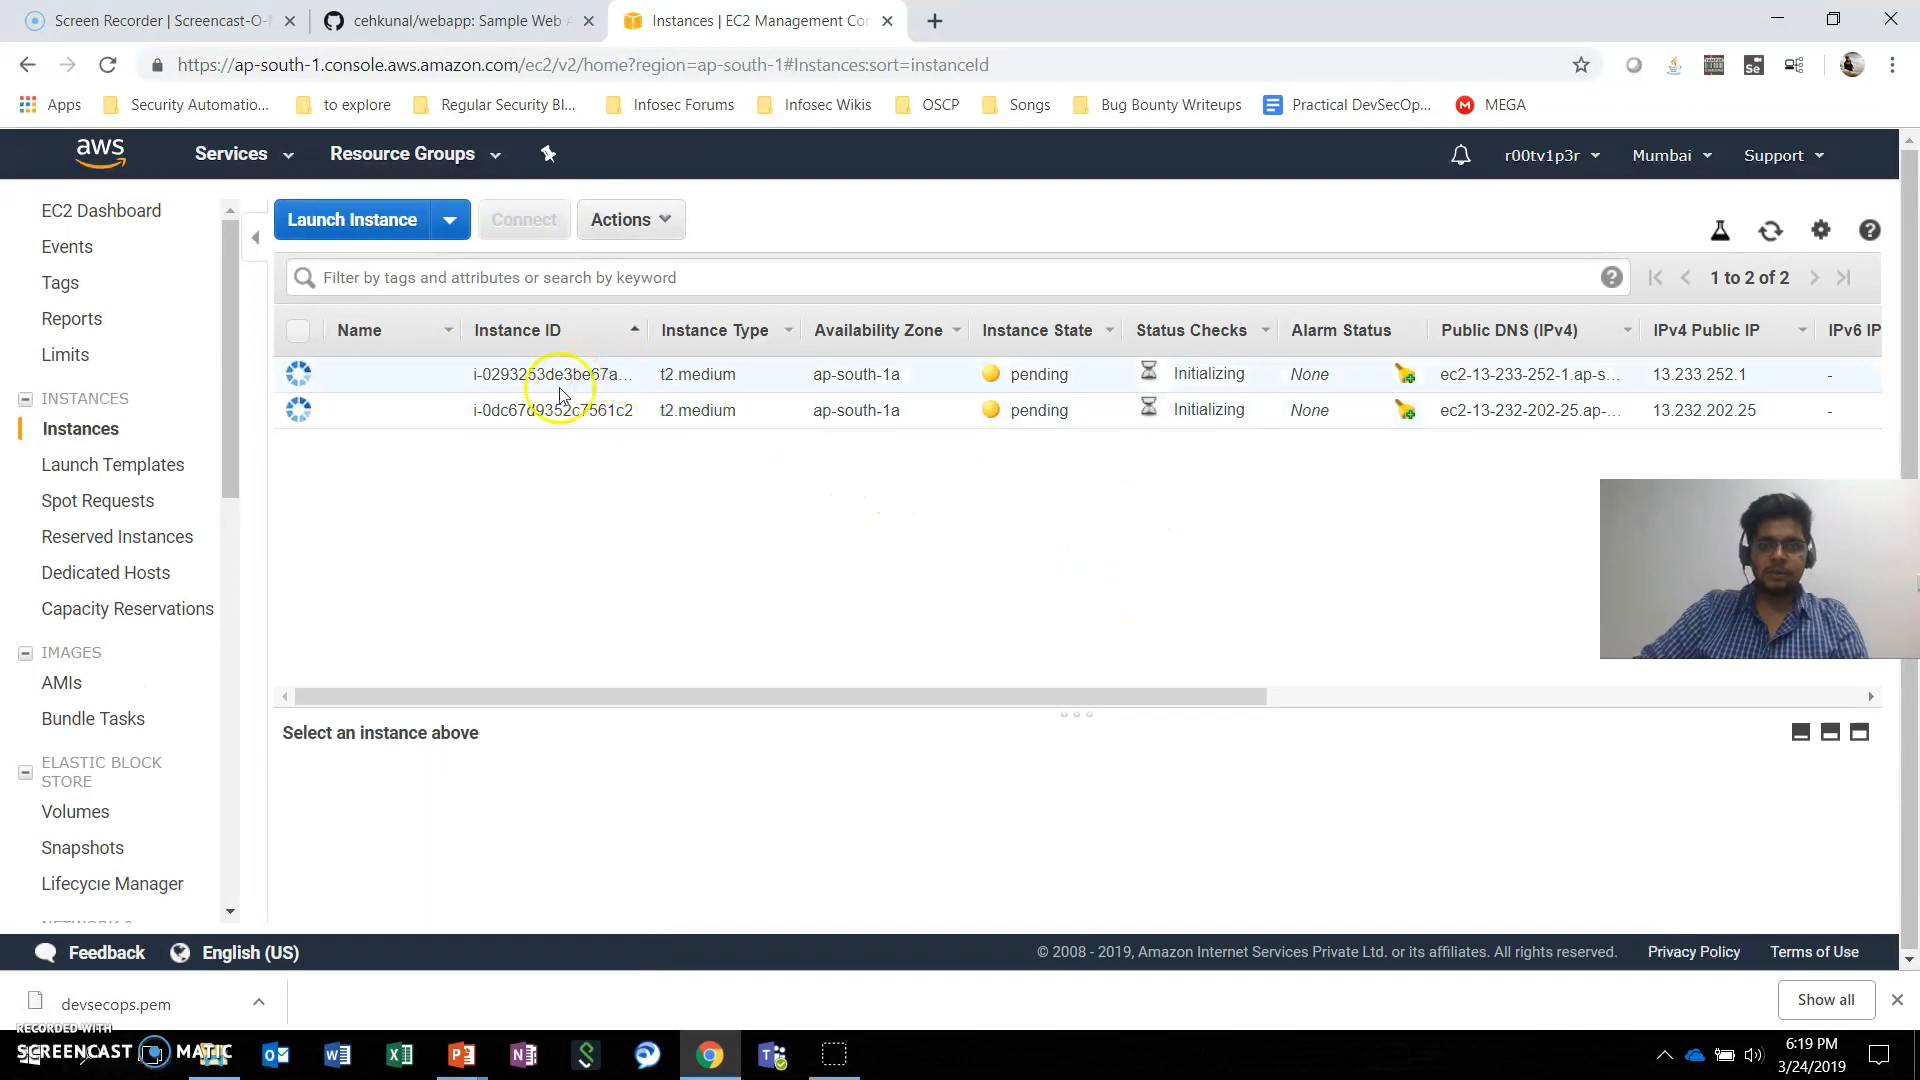 Screen Recorder | Screencast-O-
cehkunal/webapp: Sample Web A
Instances | EC2 Management Con
https://ap-south-1.console.aws.amazon.com/ec2/v2/home?region=ap-south-1#Instances:sort=instanceId
Apps
Security Automatio...
to explore
Regular Security Bl...
Infosec Forums
Infosec Wikis
OSCP
Songs
Bug Bounty Writeups
Practical DevSecOp...
MEGA
aws
Services
Resource Groups
r00tv1p3r
Mumbai
Support
EC2 Dashboard
Events
Tags
Reports
Limits
INSTANCES
Instances
Launch Templates
Spot Requests
Reserved Instances
Dedicated Hosts
Capacity Reservations
IMAGES
AMIs
Bundle Tasks
ELASTIC BLOCK
STORE
Volumes
Snapshots
Lifecycle Manager
Launch Instance
Connect
Actions
Filter by tags and attributes or search by keyword
1 to 2 of 2
Name Instance ID Instance Type Availability Zone Instance State Status Checks Alarm Status Public DNS (IPv4) IPv4 Public IP IPv6 IP
i-0293253de3be67a... t2.medium ap-south-1a pending Initializing None ec2-13-233-252-1.ap-s... 13.233.252.1 -
i-0dc67d9352c7561c2 t2.medium ap-south-1a pending Initializing None ec2-13-232-202-25.ap-... 13.232.202.25 -
Select an instance above
Feedback
English (US)
© 2008 - 2019, Amazon Internet Services Private Ltd. or its affiliates. All rights reserved.
Privacy Policy
Terms of Use
devsecops.pem
Show all
RECORDED WITH
SCREENCAST MATIC
6:19 PM
3/24/2019